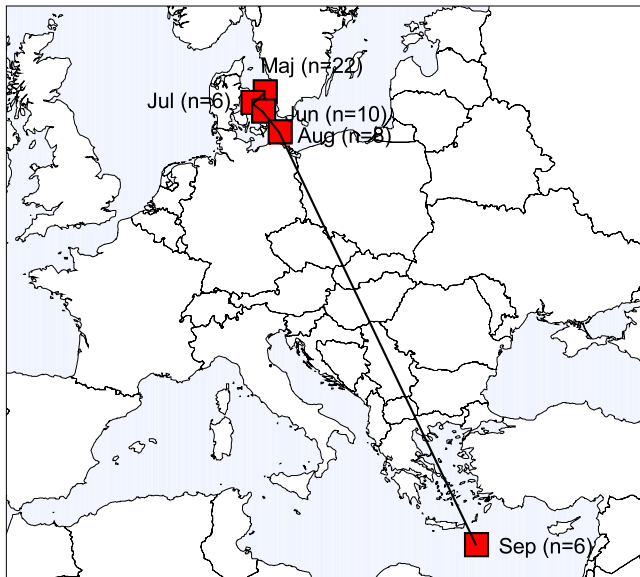 Maj (n=22)
Jul (n=6)
Jun (n=10)
Aug (n=8)
Sep (n=6)